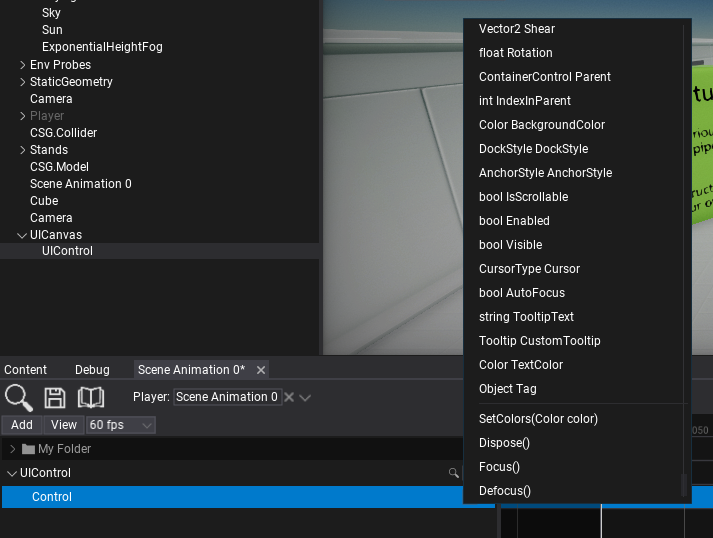 Sky
Sun
ExponentialHeightFog
Env Probes
StaticGeometry
Camera
Player
CSG.Collider
Stands
CSG.Model
Scene Animation 0
Cube
Camera
UICanvas
UIControl
Vector2 Shear
float Rotation
ContainerControl Parent
int IndexInParent
Color BackgroundColor
DockStyle DockStyle
AnchorStyle AnchorStyle
bool IsScrollable
bool Enabled
bool Visible
CursorType Cursor
bool AutoFocus
string TooltipText
Tooltip CustomTooltip
Color TextColor
Object Tag
SetColors(Color color)
Dispose()
Focus()
Defocus()
Content Debug Scene Animation 0*
Player: Scene Animation 0
Add View 60 fps
050
My Folder
UIControl
Control